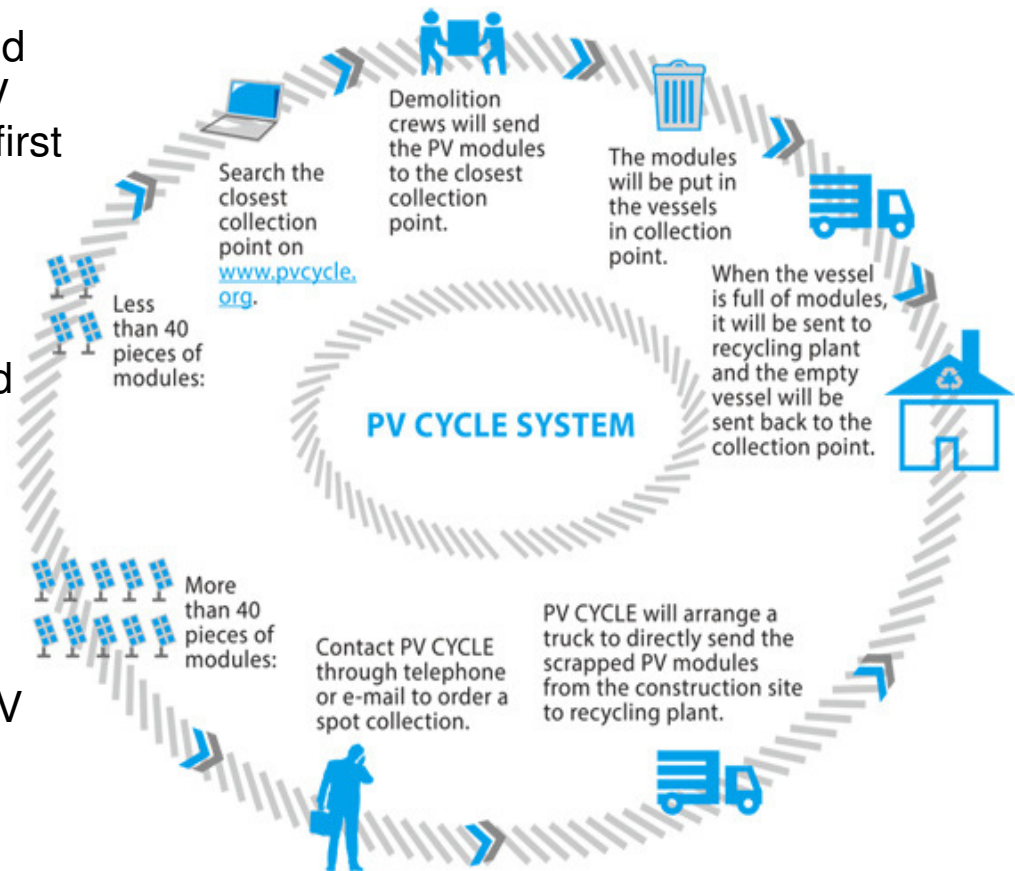 d
V
first
d
V
Less
than 40
pieces of
modules:
Search the
closest
collection
point on
www.pvcycle.
org.
Demolition
crews will send
the PV modules
to the closest
collection
point.
The modules
will be put in
the vessels
in collection
point.
When the vessel
is full of modules,
it will be sent to
recycling plant
and the empty
vessel will be
sent back to the
collection point.
PV CYCLE SYSTEM
More
than 40
pieces of
modules:
Contact PV CYCLE
through telephone
or e-mail to order a
spot collection.
PV CYCLE will arrange a
truck to directly send the
scrapped PV modules
from the construction site
to recycling plant.